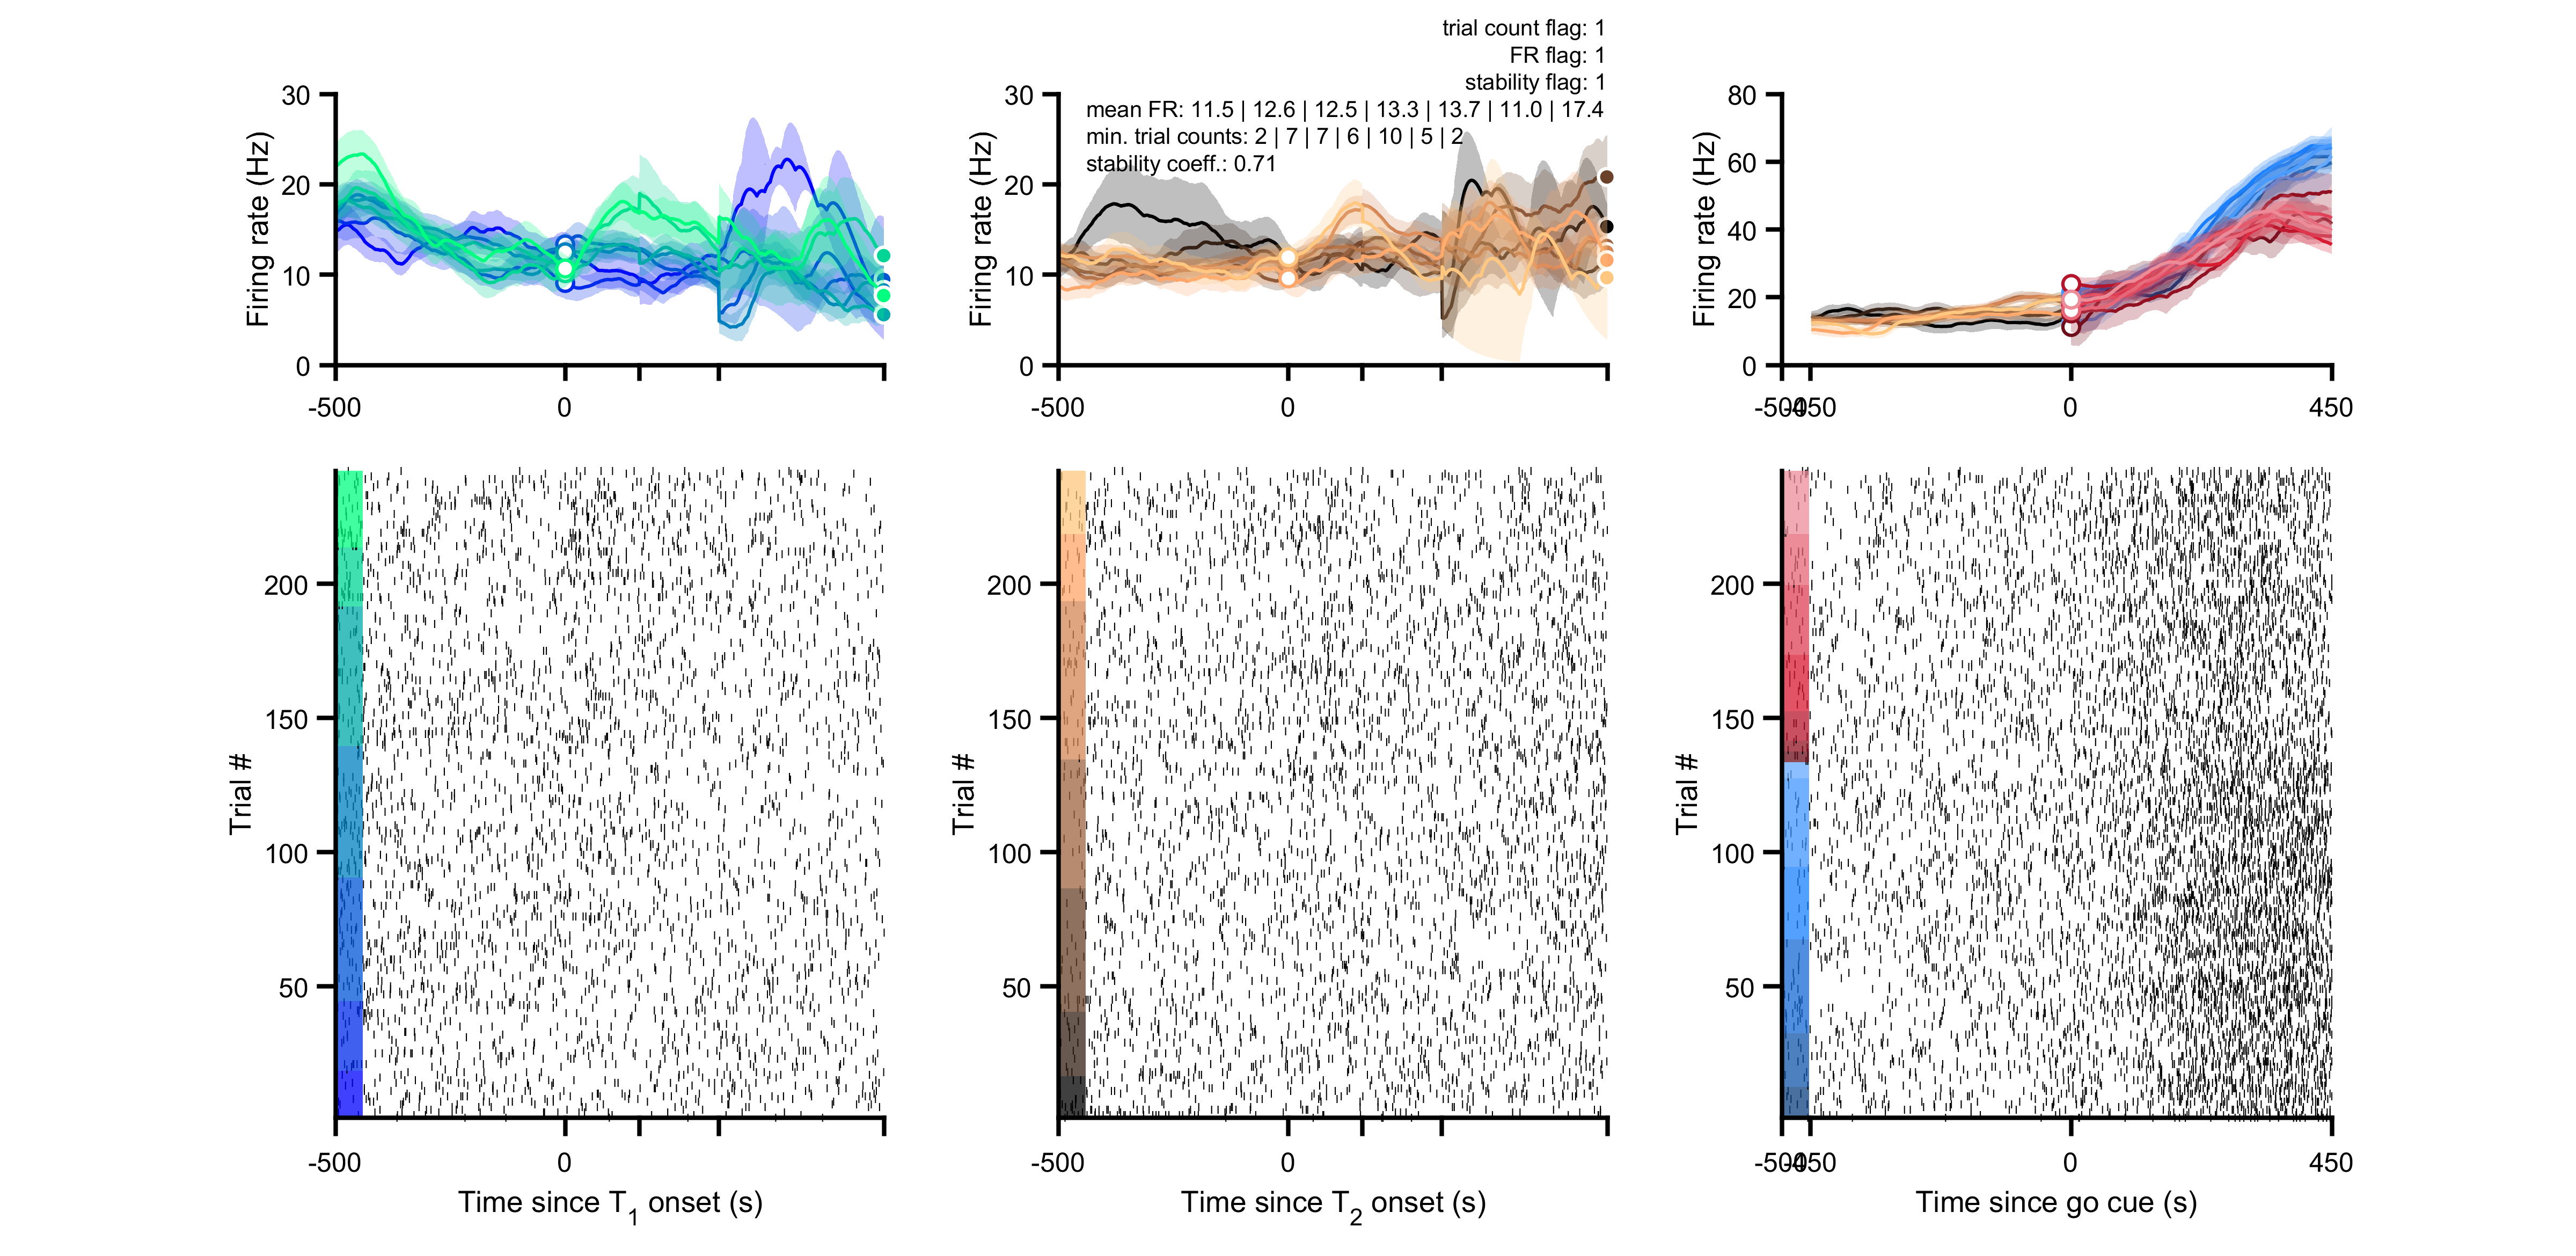 trial count flag: 1
FR flag: 1
stability flag: 1
mean FR: 11.5 | 12.6 | 12.5 | 13.3 | 13.7 | 11.0 | 17.4
min. trial counts: 2 | 7 | 7 | 6 | 10 | 5 | 2
stability coeff.: 0.71
Firing rate (Hz)
30
20
10
0
-500
0
Firing rate (Hz)
30
20
10
0
-500
0
Firing rate (Hz)
80
60
40
20
0
-500
-450
0
450
Trial #
200
150
100
50
-500
0
Time since T1 onset (s)
Trial #
200
150
100
50
-500
0
Time since T2 onset (s)
Trial #
200
150
100
50
-500
-450
0
450
Time since go cue (s)